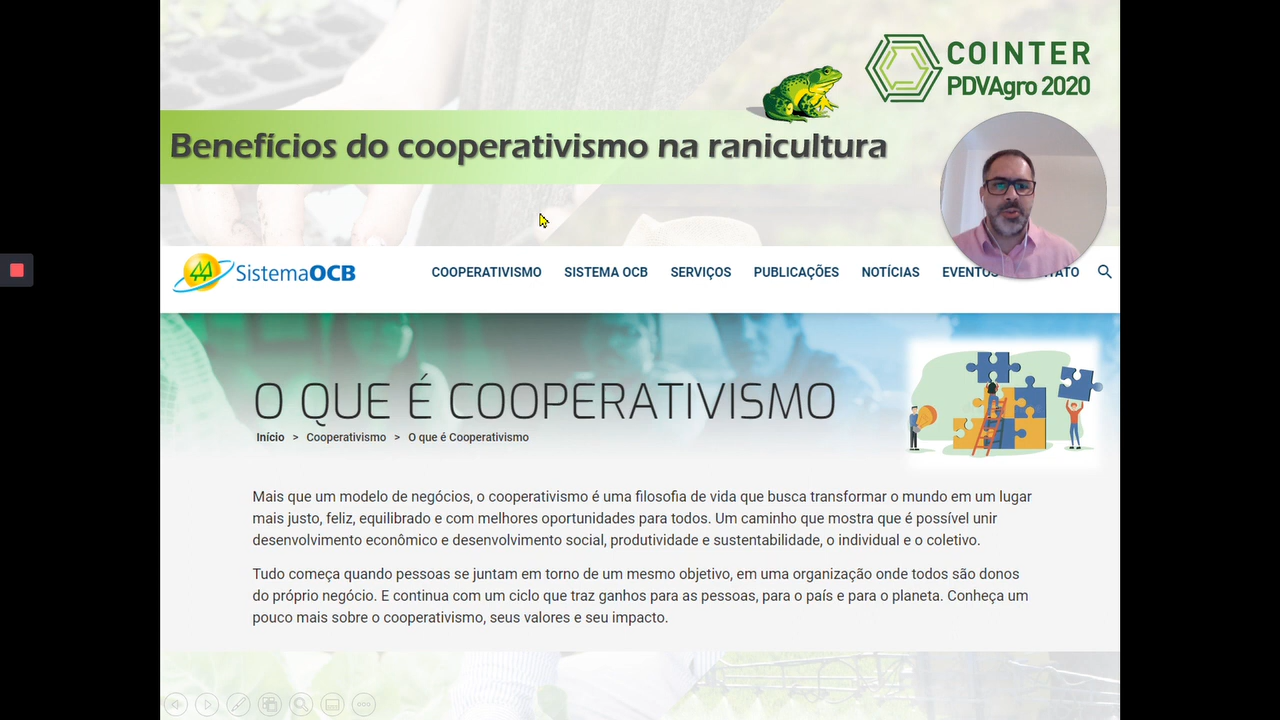 COINTER
PDVAgro 2020
Benefícios do cooperativismo na ranicultura
SistemaOCB
COOPERATIVISMO SISTEMA OCB SERVIÇOS PUBLICAÇÕES NOTÍCIAS EVENTOS
O QUE É COOPERATIVISMO
Início > Cooperativismo > O que é Cooperativismo
Mais que um modelo de negócios, o cooperativismo é uma filosofia de vida que busca transformar o mundo em um lugar
mais justo, feliz, equilibrado e com melhores oportunidades para todos. Um caminho que mostra que é possível unir
desenvolvimento econômico e desenvolvimento social, produtividade e sustentabilidade, o individual e o coletivo.
Tudo começa quando pessoas se juntam em torno de um mesmo objetivo, em uma organização onde todos são donos
do próprio negócio. E continua com um ciclo que traz ganhos para as pessoas, para o país e para o planeta. Conheça um
pouco mais sobre o cooperativismo, seus valores e seu impacto.